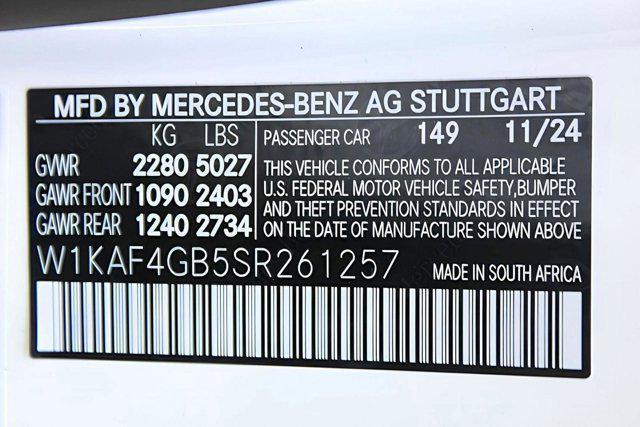 MFD BY MERCEDES-BENZ AG STUTTGART
KG LBS
GVWR 2280 5027
GAWR FRONT 1090 2403
GAWR REAR 1240 2734
PASSENGER CAR 149 11/24
THIS VEHICLE CONFORMS TO ALL APPLICABLE
U.S. FEDERAL MOTOR VEHICLE SAFETY,BUMPER
AND THEFT PREVENTION STANDARDS IN EFFECT
ON THE DATE OF MANUFACTURE SHOWN ABOVE
W1KAF4GB5SR261257 MADE IN SOUTH AFRICA